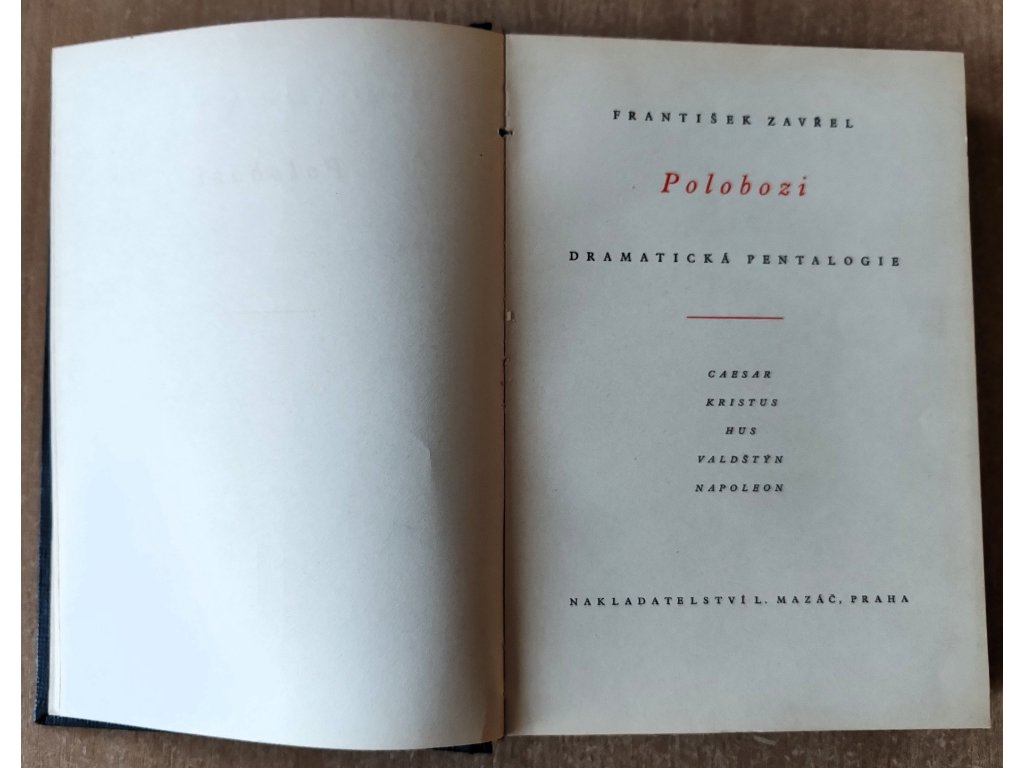 FRANTIŠEK ZAVŘEL
Polobozi
DRAMATICKÁ PENTALOGIE
CAESAR
KRISTUS
HUS
VALDŠTÝN
NAPOLEON
NAKLADATELSTVÍ L. MAZÁČ, PRAHA